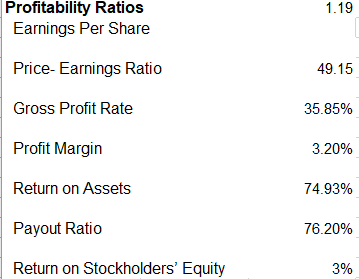 Profitability Ratios 1.19
Earnings Per Share
Price- Earnings Ratio 49.15
Gross Profit Rate 35.85%
Profit Margin 3.20%
Return on Assets 74.93%
Payout Ratio 76.20%
Return on Stockholders’ Equity 3%